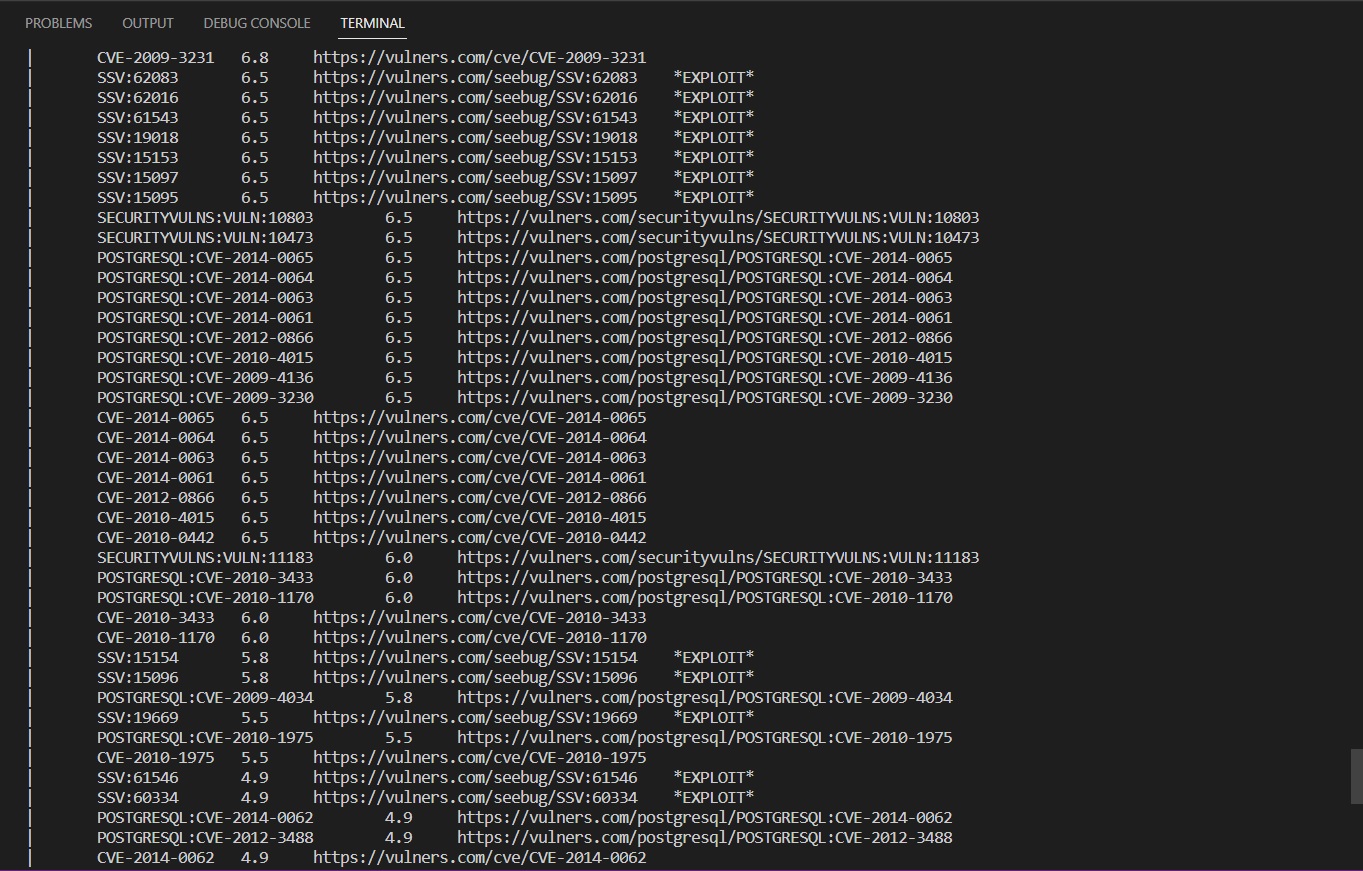 PROBLEMS OUTPUT DEBUG CONSOLE TERMINAL
| CVE-2009-3231 6.8 https://vulners.com/cve/CVE-2009-3231
| SSV:62083 6.5 https://vulners.com/seebug/SSV:62083 *EXPLOIT*
| SSV:62016 6.5 https://vulners.com/seebug/SSV:62016 *EXPLOIT*
| SSV:61543 6.5 https://vulners.com/seebug/SSV:61543 *EXPLOIT*
| SSV:19018 6.5 https://vulners.com/seebug/SSV:19018 *EXPLOIT*
| SSV:15153 6.5 https://vulners.com/seebug/SSV:15153 *EXPLOIT*
| SSV:15097 6.5 https://vulners.com/seebug/SSV:15097 *EXPLOIT*
| SSV:15095 6.5 https://vulners.com/seebug/SSV:15095 *EXPLOIT*
| SECURITYVULNS:VULN:10803 6.5 https://vulners.com/securityvulns/SECURITYVULNS:VULN:10803
| SECURITYVULNS:VULN:10473 6.5 https://vulners.com/securityvulns/SECURITYVULNS:VULN:10473
| POSTGRESQL:CVE-2014-0065 6.5 https://vulners.com/postgresql/POSTGRESQL:CVE-2014-0065
| POSTGRESQL:CVE-2014-0064 6.5 https://vulners.com/postgresql/POSTGRESQL:CVE-2014-0064
| POSTGRESQL:CVE-2014-0063 6.5 https://vulners.com/postgresql/POSTGRESQL:CVE-2014-0063
| POSTGRESQL:CVE-2014-0061 6.5 https://vulners.com/postgresql/POSTGRESQL:CVE-2014-0061
| POSTGRESQL:CVE-2012-0866 6.5 https://vulners.com/postgresql/POSTGRESQL:CVE-2012-0866
| POSTGRESQL:CVE-2010-4015 6.5 https://vulners.com/postgresql/POSTGRESQL:CVE-2010-4015
| POSTGRESQL:CVE-2009-4136 6.5 https://vulners.com/postgresql/POSTGRESQL:CVE-2009-4136
| POSTGRESQL:CVE-2009-3230 6.5 https://vulners.com/postgresql/POSTGRESQL:CVE-2009-3230
| CVE-2014-0065 6.5 https://vulners.com/cve/CVE-2014-0065
| CVE-2014-0064 6.5 https://vulners.com/cve/CVE-2014-0064
| CVE-2014-0063 6.5 https://vulners.com/cve/CVE-2014-0063
| CVE-2014-0061 6.5 https://vulners.com/cve/CVE-2014-0061
| CVE-2012-0866 6.5 https://vulners.com/cve/CVE-2012-0866
| CVE-2010-4015 6.5 https://vulners.com/cve/CVE-2010-4015
| CVE-2010-0442 6.5 https://vulners.com/cve/CVE-2010-0442
| SECURITYVULNS:VULN:11183 6.0 https://vulners.com/securityvulns/SECURITYVULNS:VULN:11183
| POSTGRESQL:CVE-2010-3433 6.0 https://vulners.com/postgresql/POSTGRESQL:CVE-2010-3433
| POSTGRESQL:CVE-2010-1170 6.0 https://vulners.com/postgresql/POSTGRESQL:CVE-2010-1170
| CVE-2010-3433 6.0 https://vulners.com/cve/CVE-2010-3433
| CVE-2010-1170 6.0 https://vulners.com/cve/CVE-2010-1170
| SSV:15154 5.8 https://vulners.com/seebug/SSV:15154 *EXPLOIT*
| SSV:15096 5.8 https://vulners.com/seebug/SSV:15096 *EXPLOIT*
| POSTGRESQL:CVE-2009-4034 5.8 https://vulners.com/postgresql/POSTGRESQL:CVE-2009-4034
| SSV:19669 5.5 https://vulners.com/seebug/SSV:19669 *EXPLOIT*
| POSTGRESQL:CVE-2010-1975 5.5 https://vulners.com/postgresql/POSTGRESQL:CVE-2010-1975
| CVE-2010-1975 5.5 https://vulners.com/cve/CVE-2010-1975
| SSV:61546 4.9 https://vulners.com/seebug/SSV:61546 *EXPLOIT*
| SSV:60334 4.9 https://vulners.com/seebug/SSV:60334 *EXPLOIT*
| POSTGRESQL:CVE-2014-0062 4.9 https://vulners.com/postgresql/POSTGRESQL:CVE-2014-0062
| POSTGRESQL:CVE-2012-3488 4.9 https://vulners.com/postgresql/POSTGRESQL:CVE-2012-3488
| CVE-2014-0062 4.9 https://vulners.com/cve/CVE-2014-0062